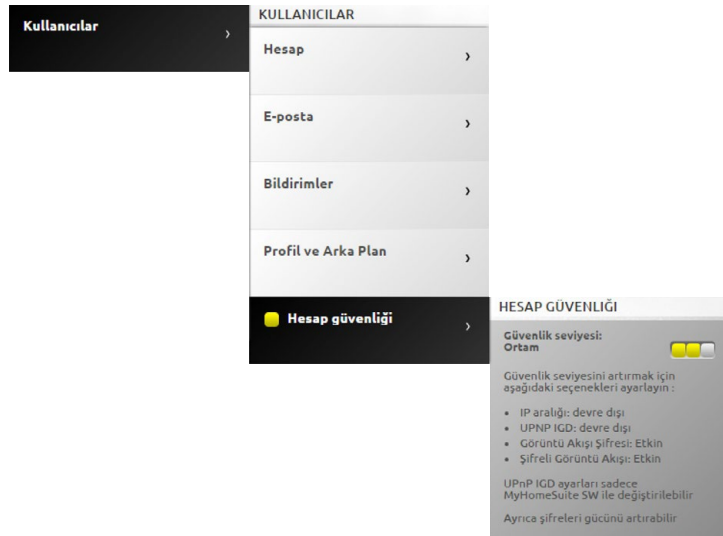 Kullanıcılar
KULLANICILAR
Hesap
E-posta
Bildirimler
Profil ve Arka Plan
Hesap güvenliği
HESAP GÜVENLIĞI
Güvenlik seviyesi:
Ortam
Güvenlik seviyesini artırmak için
aşağıdaki seçenekleri ayarlayın :
• IP aralığı: devre dışı
• UPNP IGD: devre dışı
• Görüntü Akışı Şifresi: Etkin
• Şifreli Görüntü Akışı: Etkin
UPnP IGD ayarları sadece
MyHomeSuite SW ile değiştirilebilir
Ayrıca şifreleri gücünü artırabilir